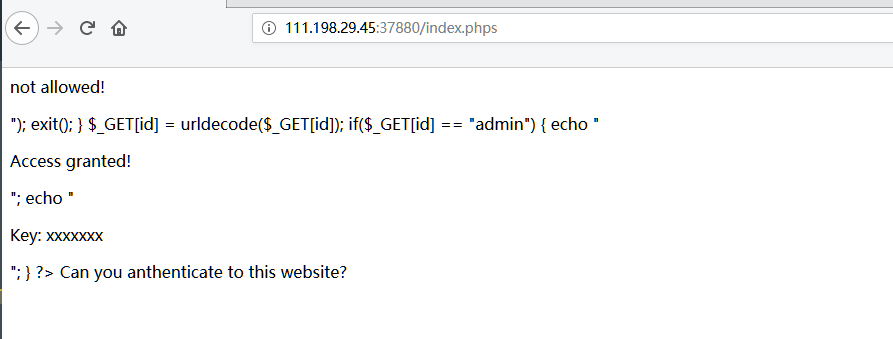 111.198.29.45:37880/index.phps
not allowed!
"); exit(); } $_GET[id] = urldecode($_GET[id]); if($_GET[id] == "admin") { echo "
Access granted!
"; echo "
Key: xxxxxxx
"; } ?> Can you anthenticate to this website?